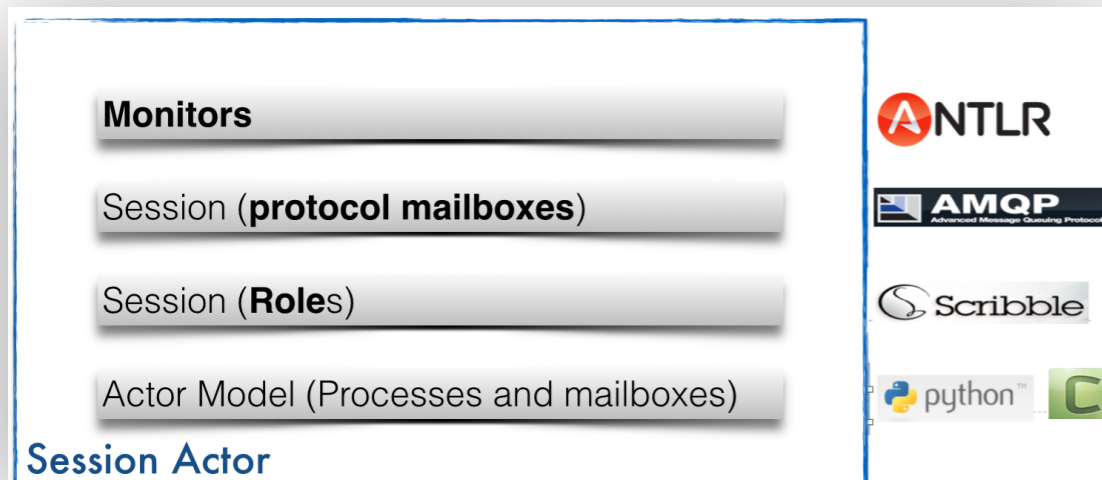 Monitors
ANTLR
Session (protocol mailboxes)
AMQP
Advanced Message Queuing Protocol
Session (Roles)
Scribble
Actor Model (Processes and mailboxes)
python™
C
Session Actor